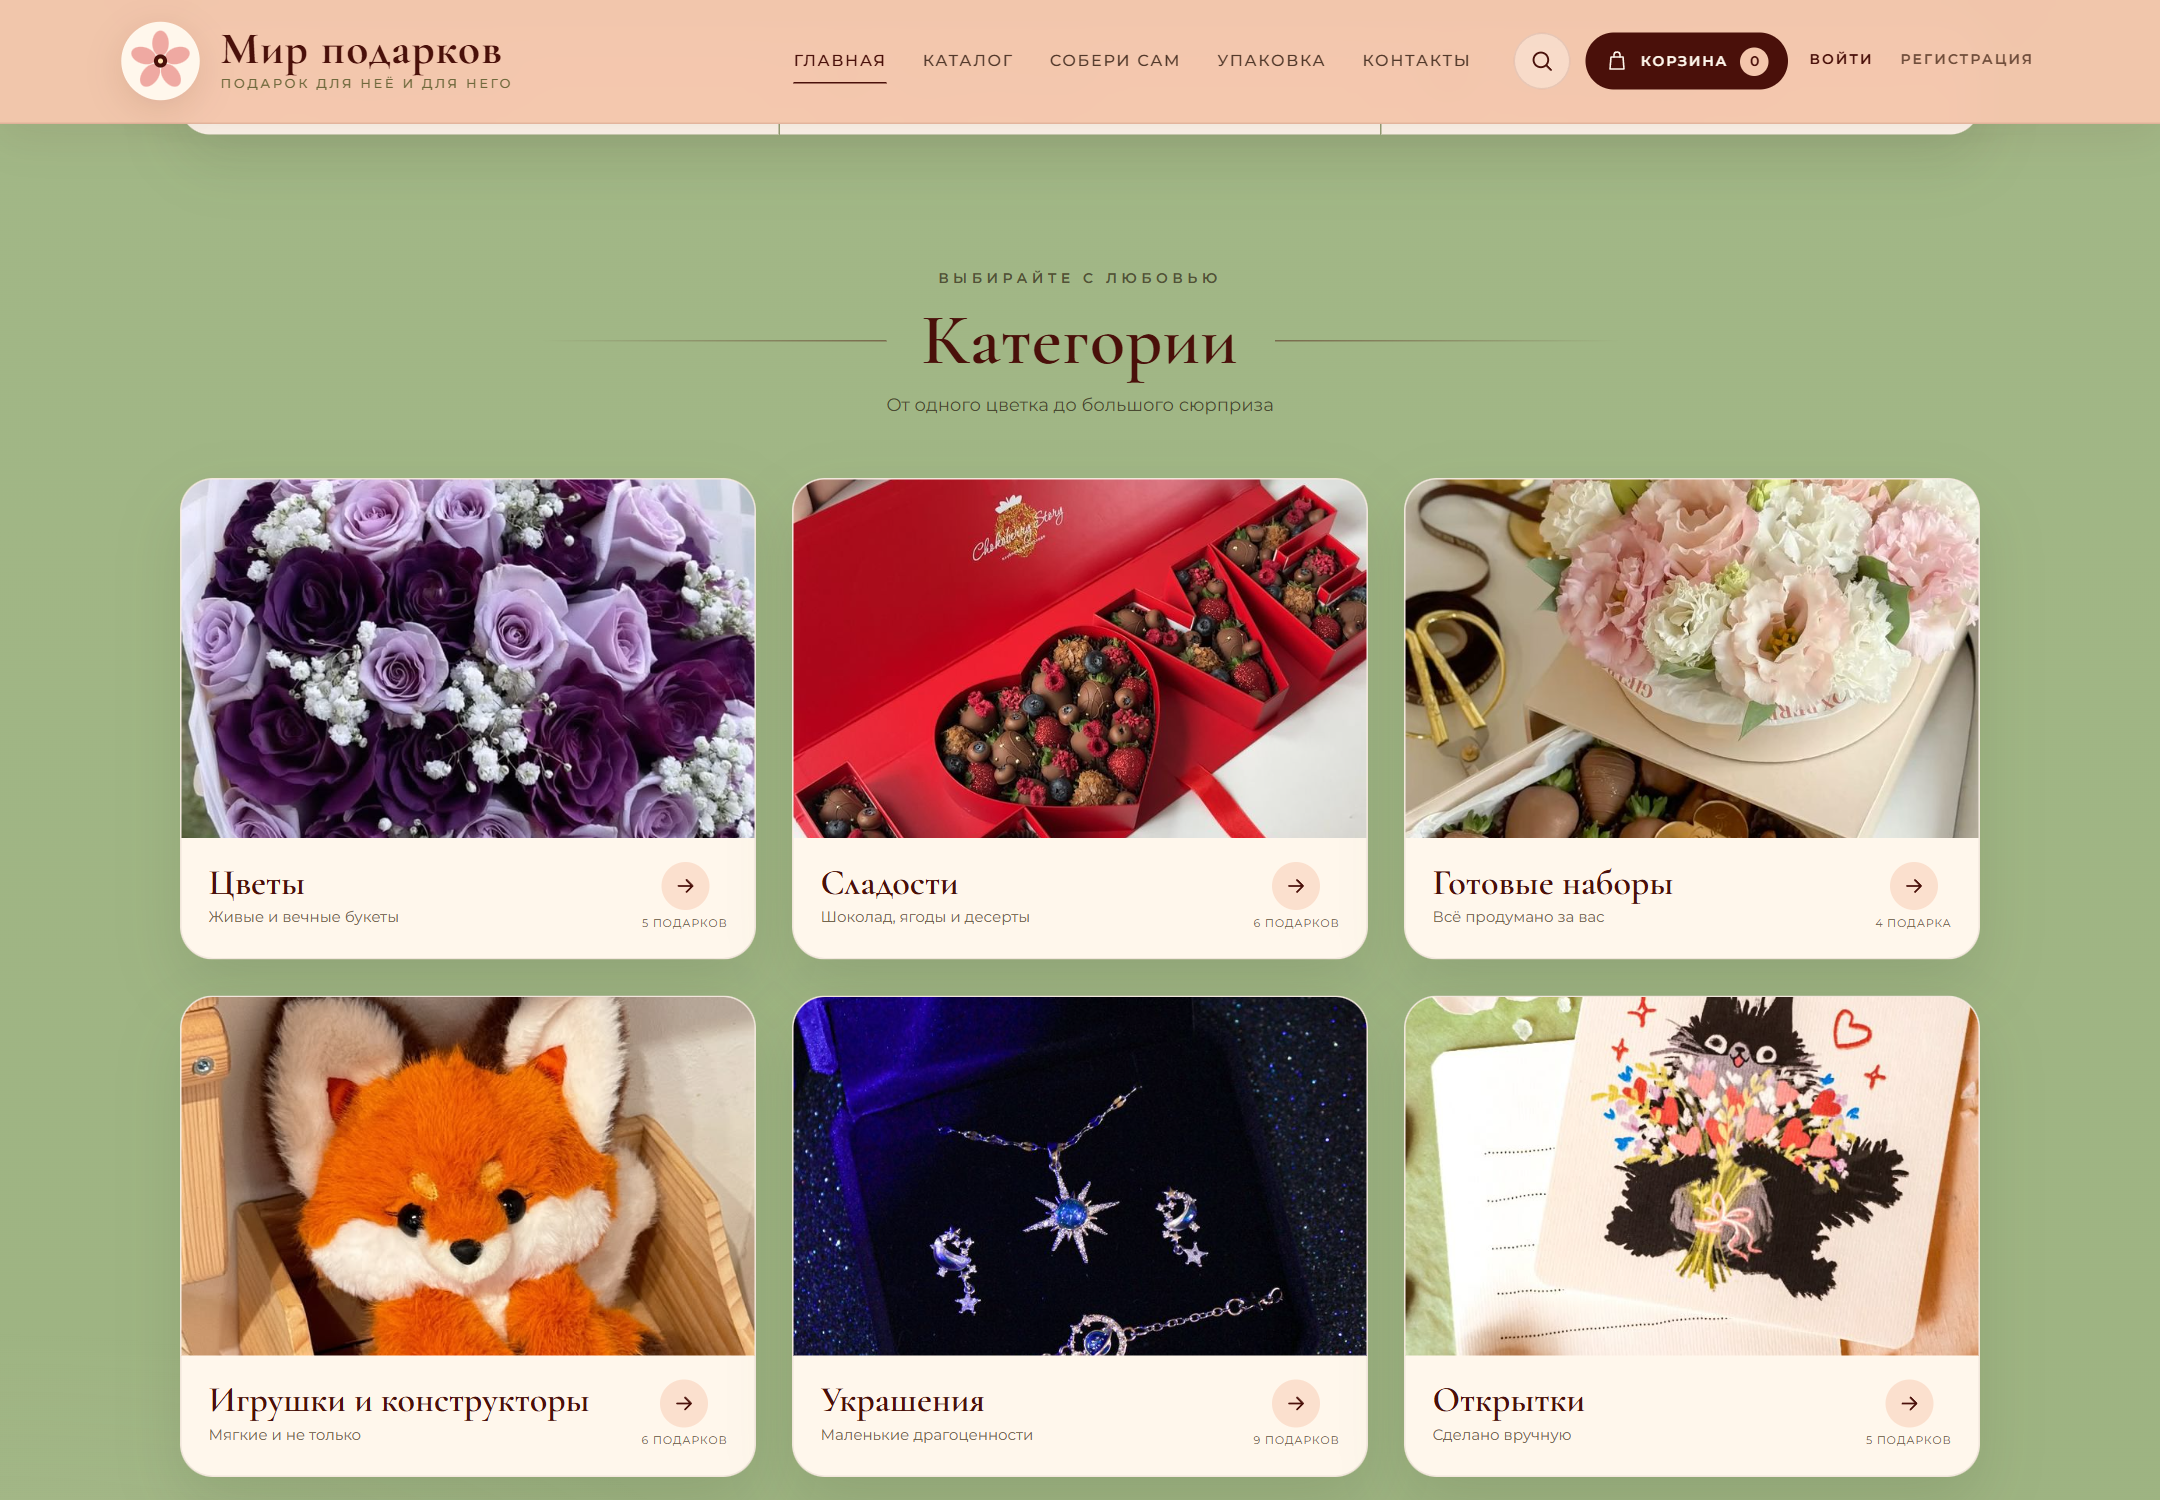 Мир подарков
ПОДАРОК ДЛЯ НЕЁ И ДЛЯ НЕГО
ГЛАВНАЯ
КАТАЛОГ
СОБЕРИ САМ
УПАКОВКА
КОНТАКТЫ
КОРЗИНА 0
ВОЙТИ
РЕГИСТРАЦИЯ
ВЫБИРАЙТЕ С ЛЮБОВЬЮ
Категории
От одного цветка до большого сюрприза
Chokoberry Story
Цветы
Живые и вечные букеты
5 ПОДАРКОВ
Сладости
Шоколад, ягоды и десерты
6 ПОДАРКОВ
Готовые наборы
Всё продумано за вас
4 ПОДАРКА
Игрушки и конструкторы
Мягкие и не только
6 ПОДАРКОВ
Украшения
Маленькие драгоценности
9 ПОДАРКОВ
Открытки
Сделано вручную
5 ПОДАРКОВ